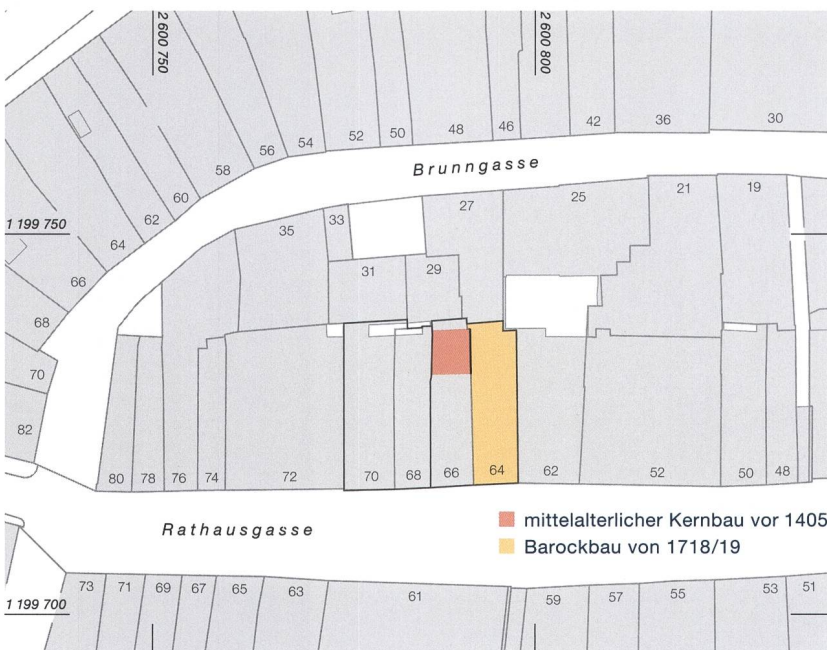 2 600 750
2 600 800
52 50 48 46 42 36 30
54
56
58
60
62
64
66
68
70
82
Brunngasse
1 199 750
35 33 27 25 21 19
31 29
80 78 76 74 72 70 68 66 64 62 52 50 48
Rathausgasse
mittelalterlicher Kernbau vor 1405
Barockbau von 1718/19
1 199 700
73 71 69 67 65 63 61 59 57 55 53 51